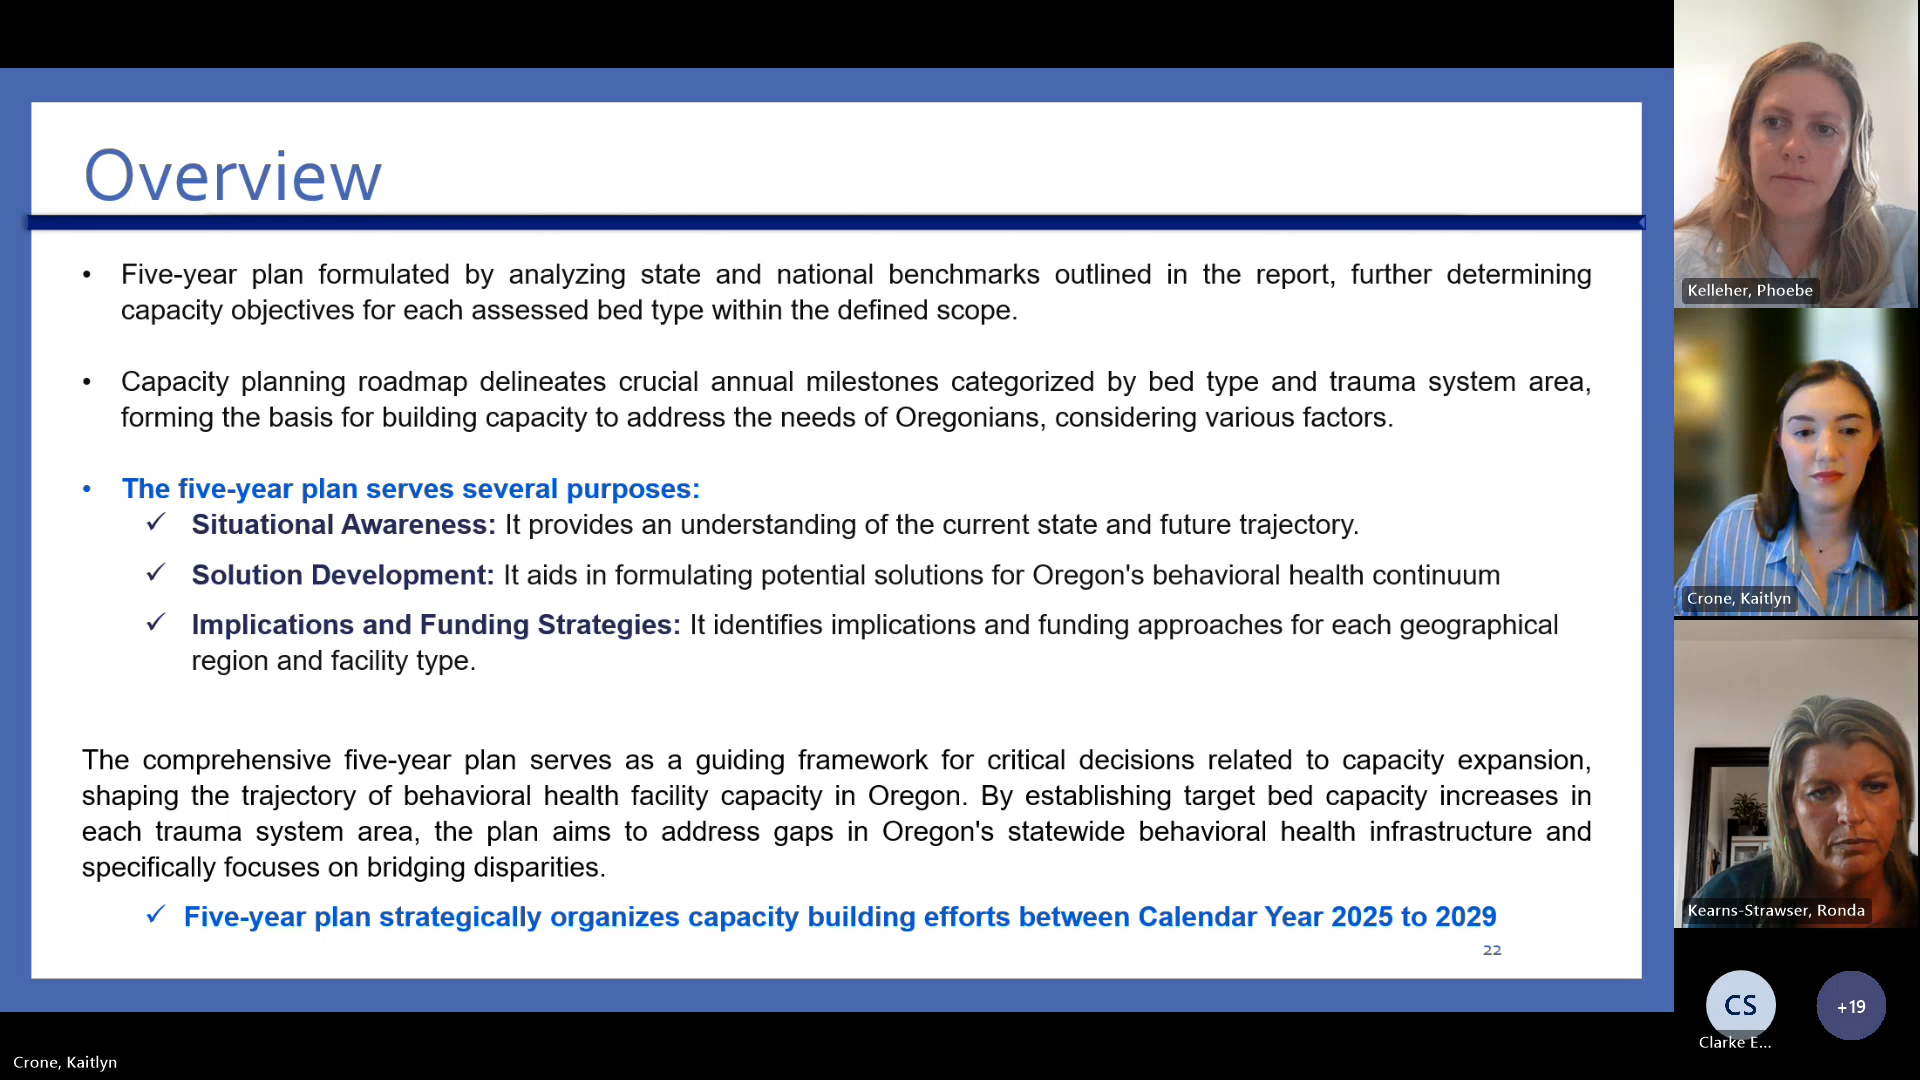 Overview
• Five-year plan formulated by analyzing state and national benchmarks outlined in the report, further determining
capacity objectives for each assessed bed type within the defined scope.
• Capacity planning roadmap delineates crucial annual milestones categorized by bed type and trauma system area,
forming the basis for building capacity to address the needs of Oregonians, considering various factors.
• The five-year plan serves several purposes:
✓ Situational Awareness: It provides an understanding of the current state and future trajectory.
✓ Solution Development: It aids in formulating potential solutions for Oregon's behavioral health continuum
✓ Implications and Funding Strategies: It identifies implications and funding approaches for each geographical
region and facility type.
The comprehensive five-year plan serves as a guiding framework for critical decisions related to capacity expansion,
shaping the trajectory of behavioral health facility capacity in Oregon. By establishing target bed capacity increases in
each trauma system area, the plan aims to address gaps in Oregon's statewide behavioral health infrastructure and
specifically focuses on bridging disparities.
✓ Five-year plan strategically organizes capacity building efforts between Calendar Year 2025 to 2029
22
Kelleher, Phoebe
Crone, Kaitlyn
Kearns-Strawser, Ronda
CS
+19
Clarke E...
Crone, Kaitlyn